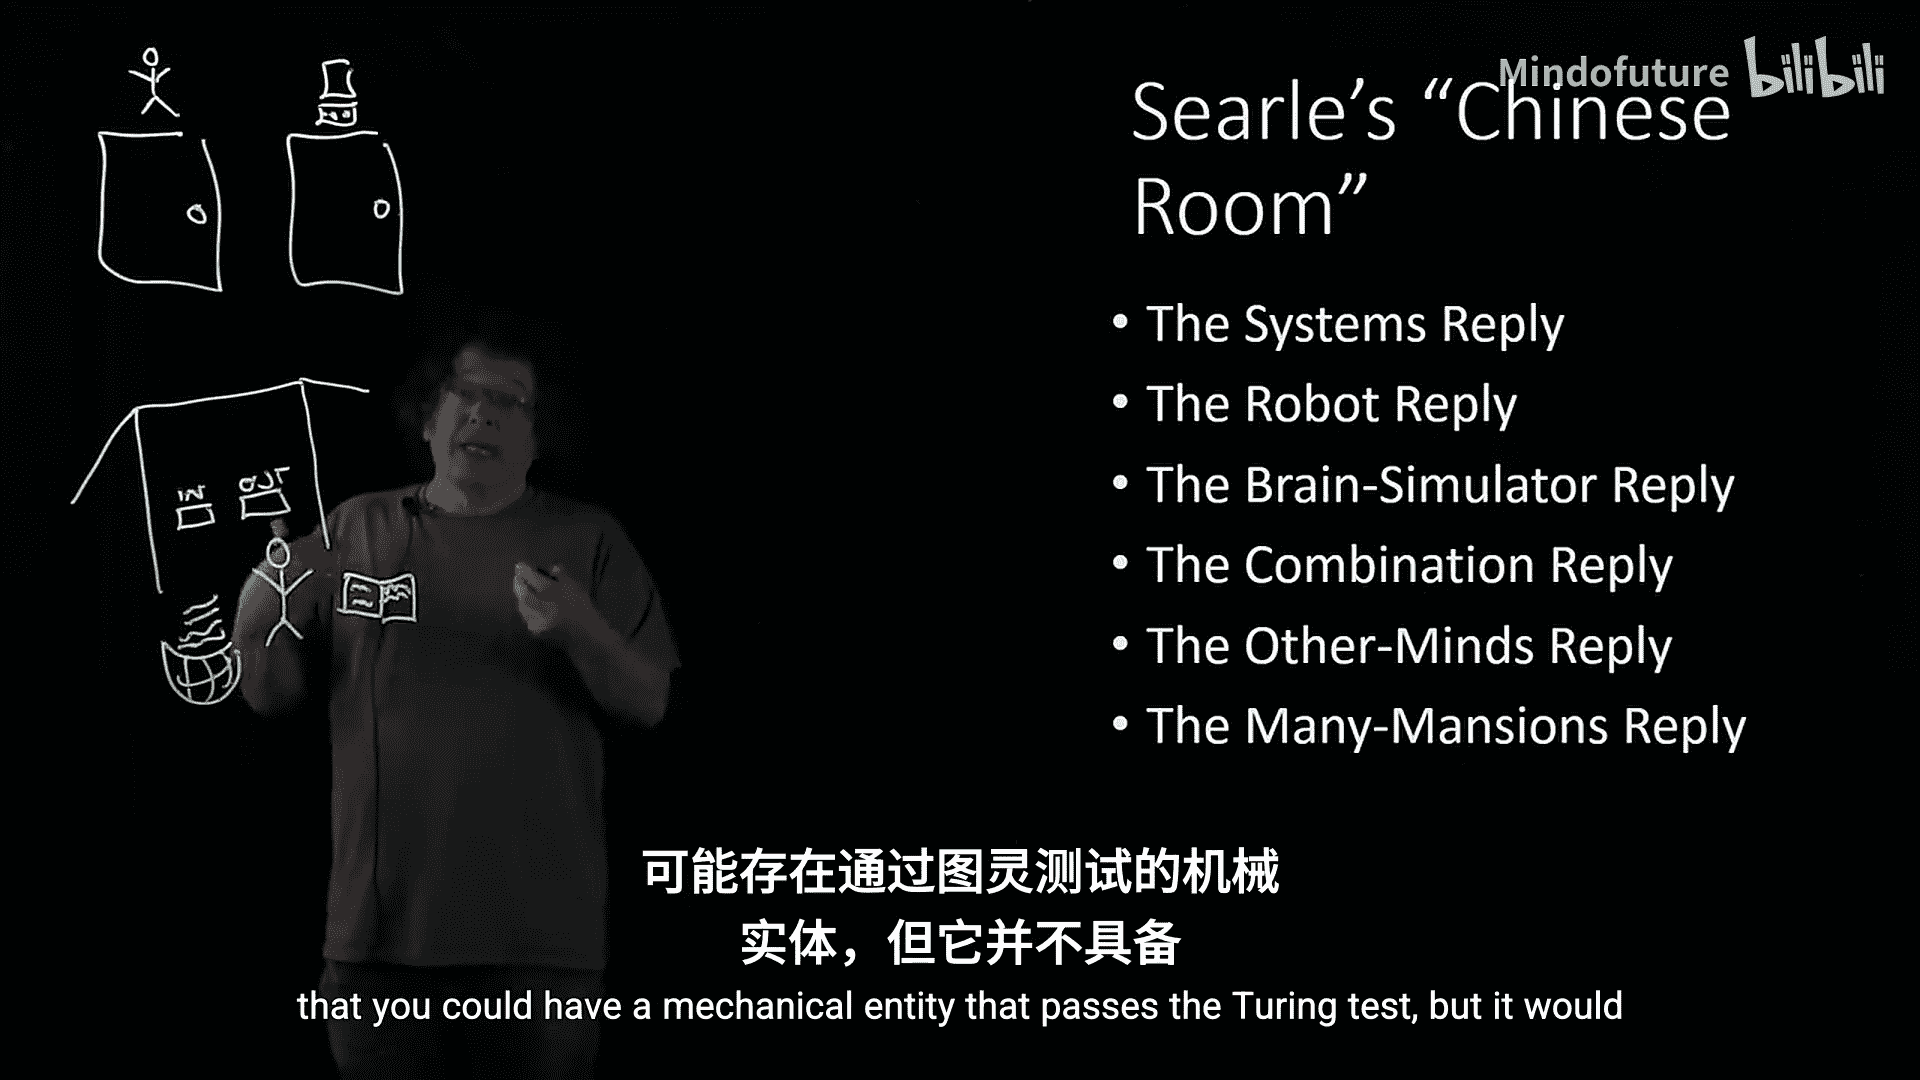 Mindofuture bilibili
Searle's “Chinese
Room”
• The Systems Reply
• The Robot Reply
• The Brain-Simulator Reply
• The Combination Reply
• The Other-Minds Reply
• The Many-Mansions Reply
IN OUT
可能存在通过图灵测试的机械
实体，但它并不具备
that you could have a mechanical entity that passes the Turing test, but it would